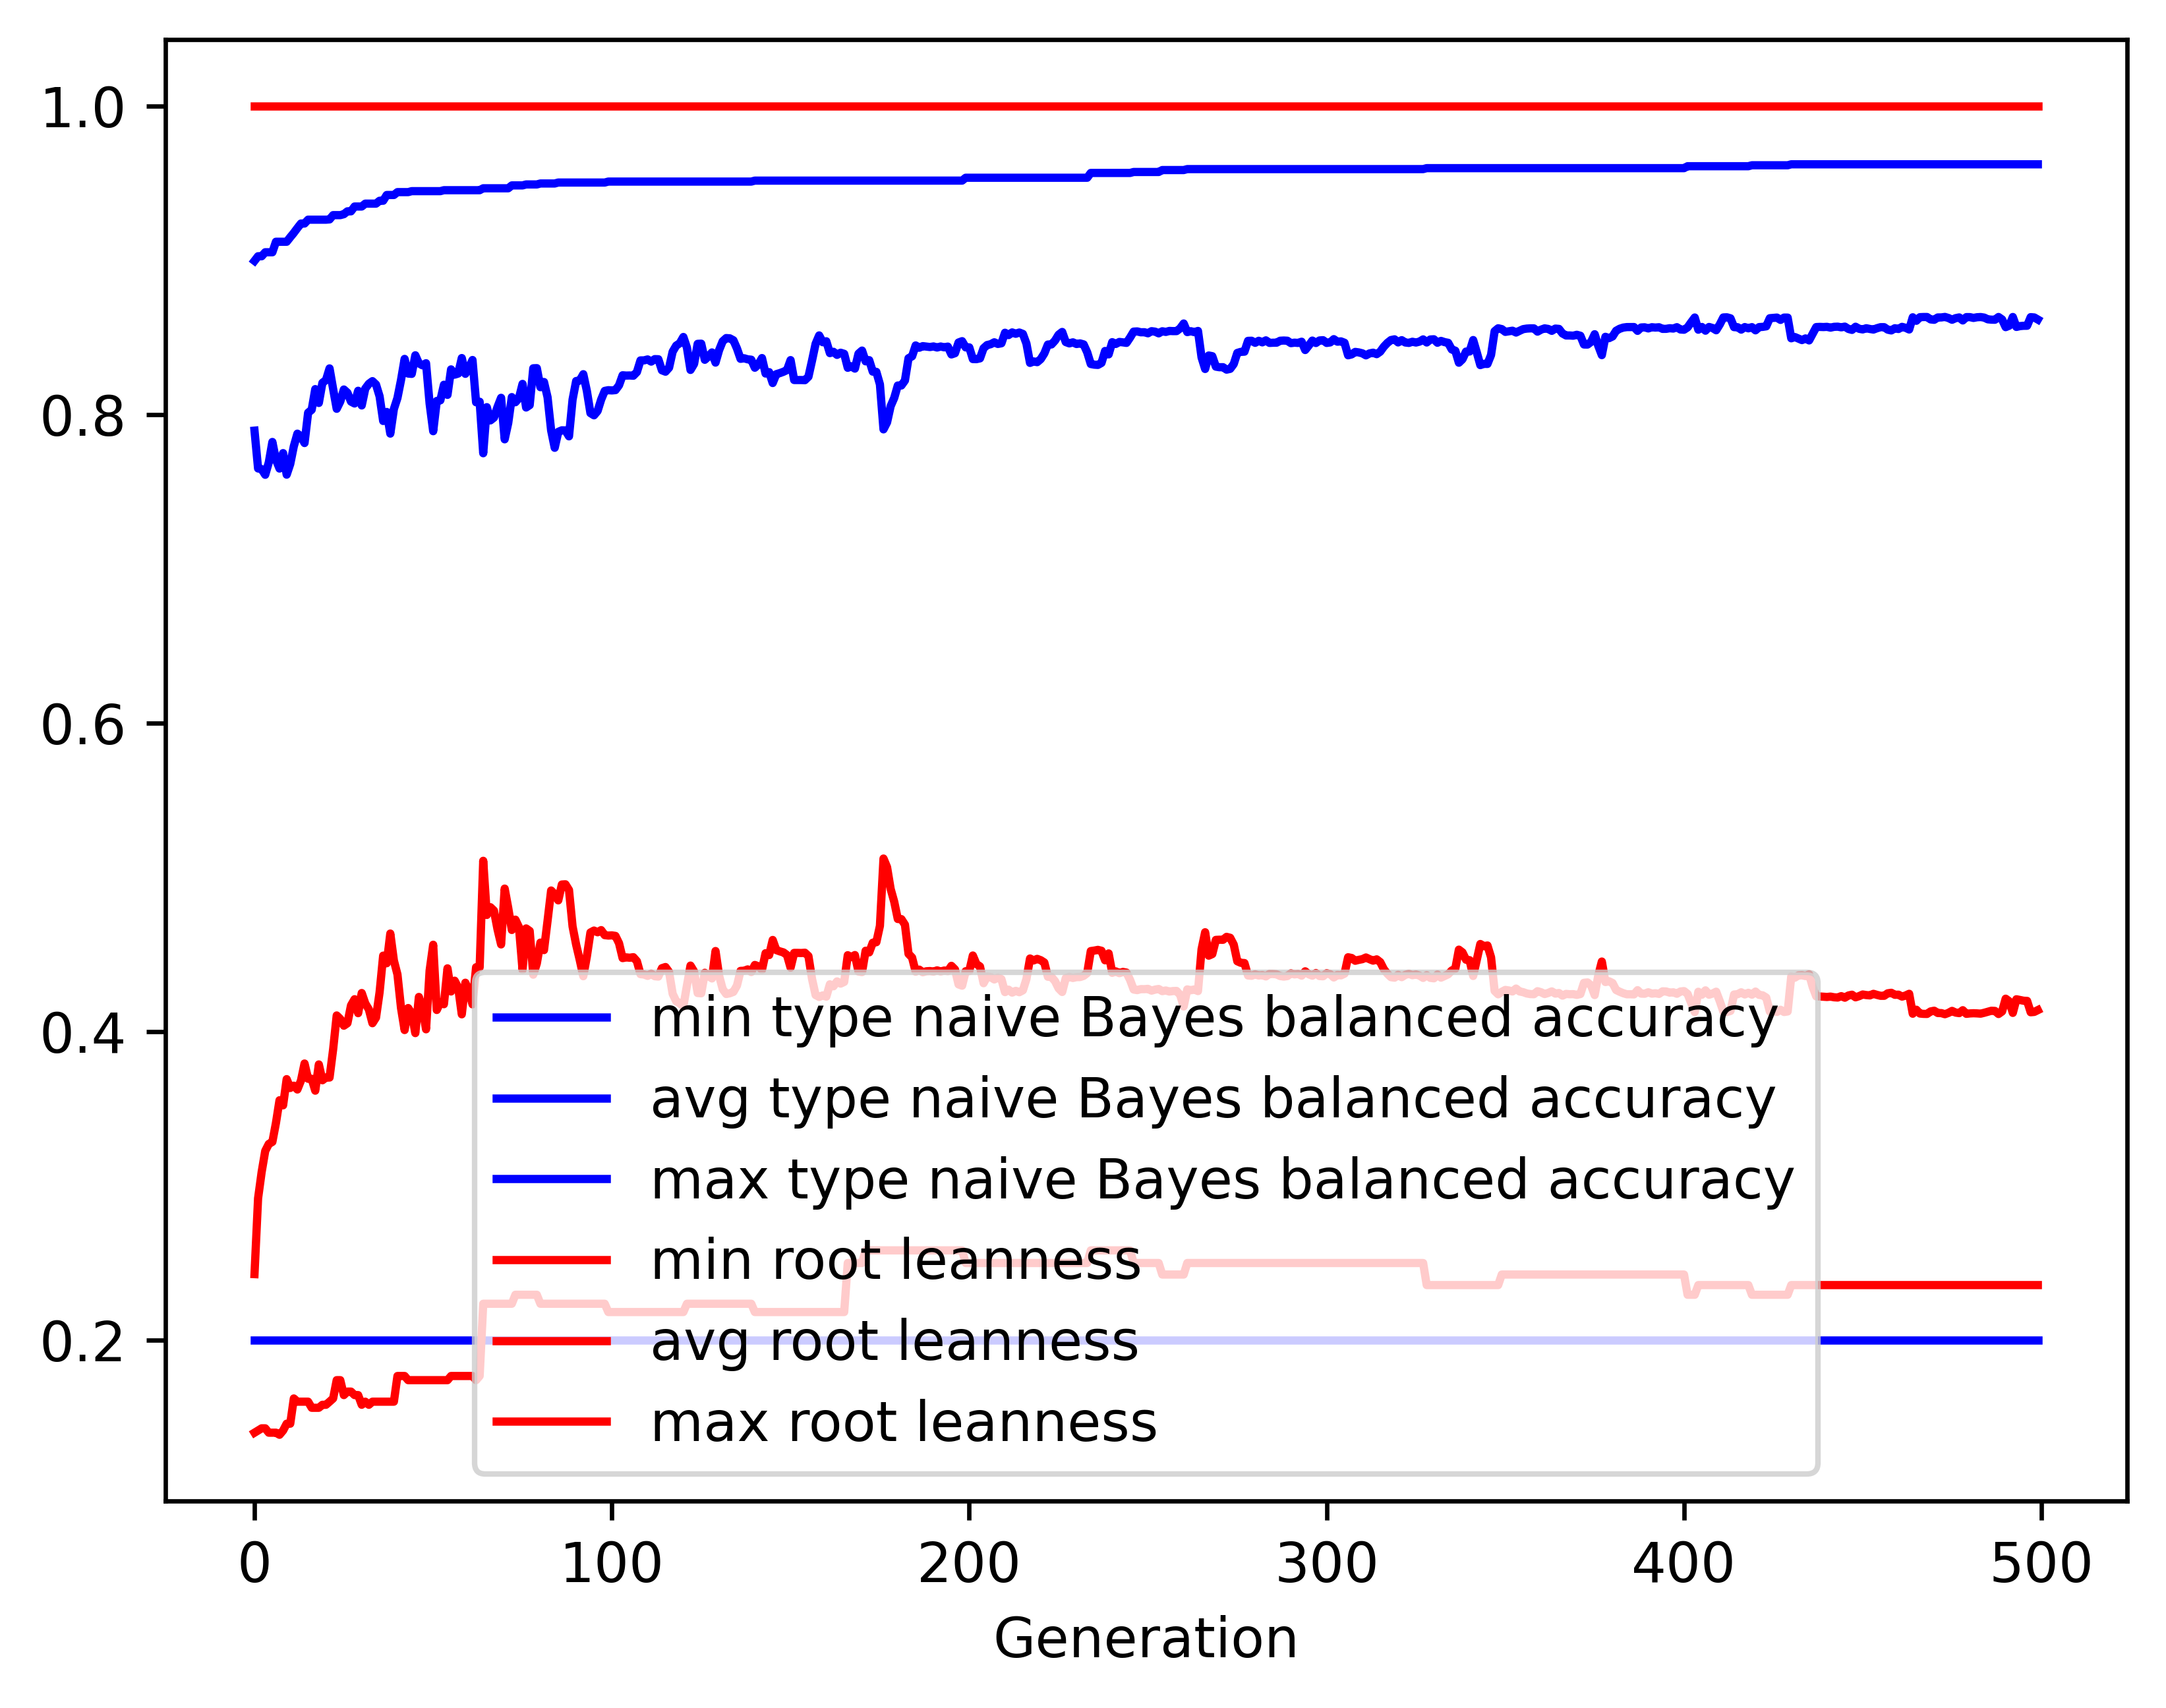 1.0
0.8
0.6
0.4
0.2
min type naive Bayes balanced accuracy
avg type naive Bayes balanced accuracy
max type naive Bayes balanced accuracy
min root leanness
avg root leanness
max root leanness
0 100 200 300 400 500
Generation